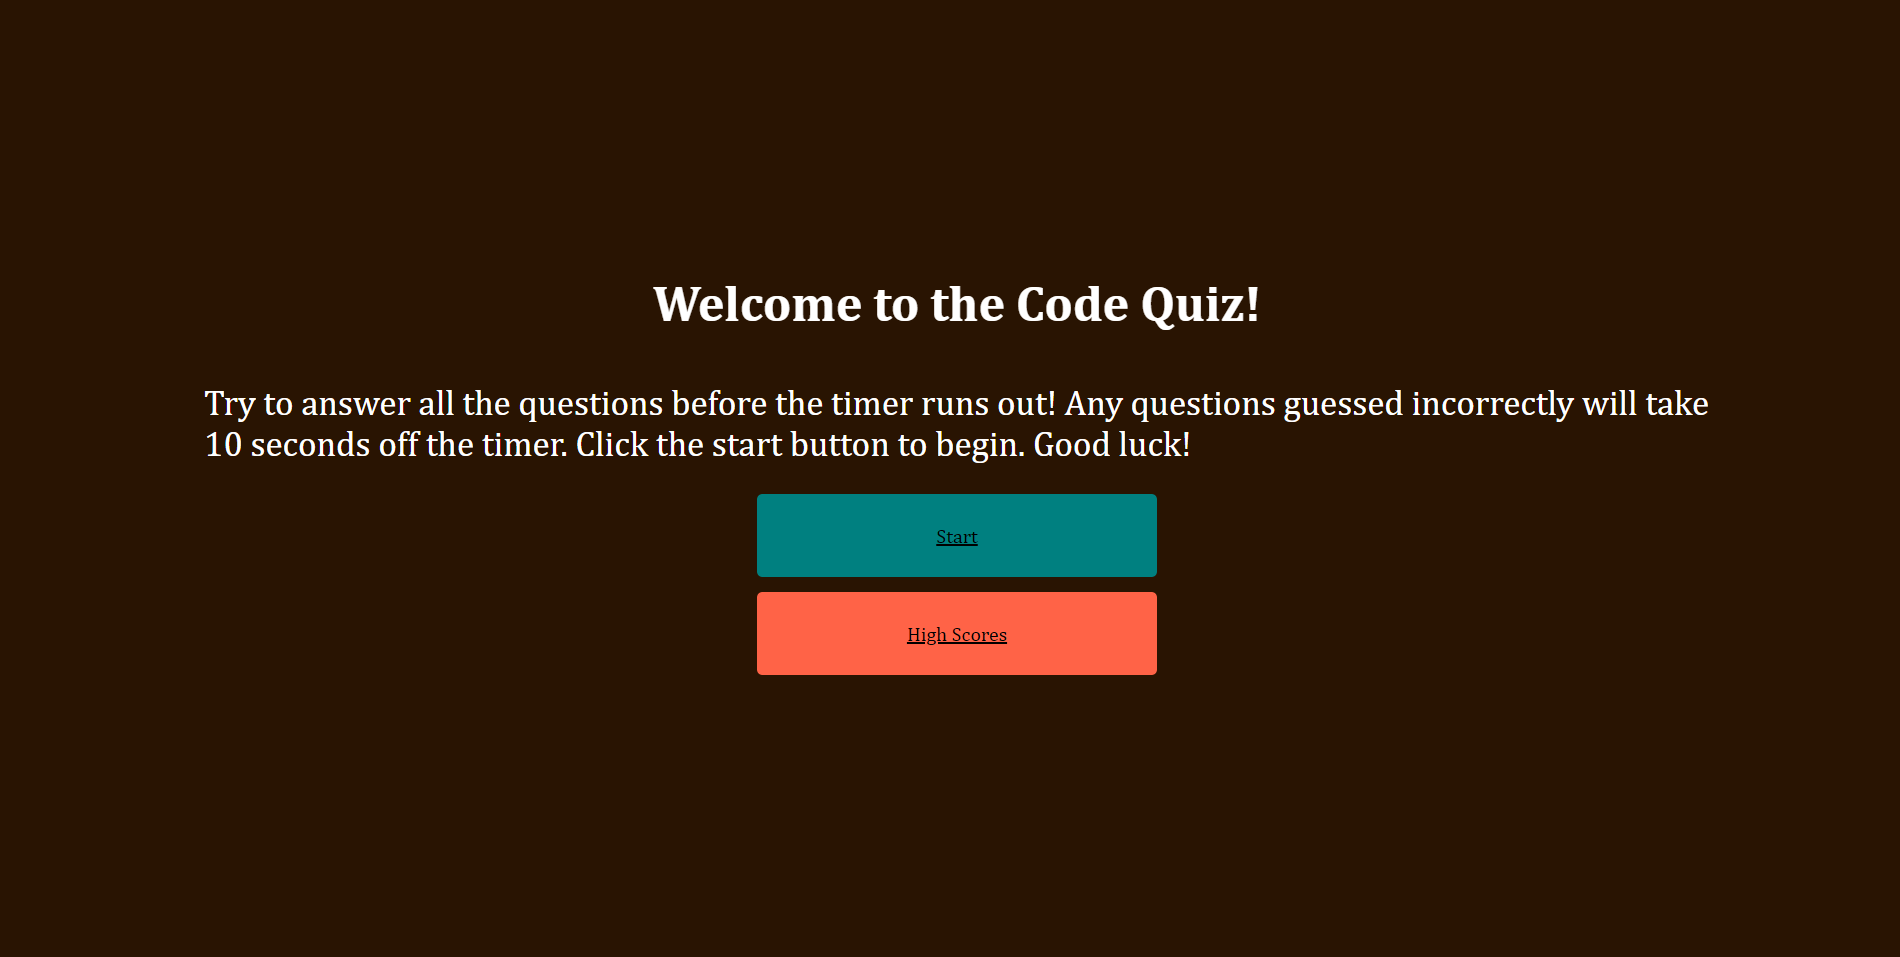 Welcome to the Code Quiz!
Try to answer all the questions before the timer runs out! Any questions guessed incorrectly will take
10 seconds off the timer. Click the start button to begin. Good luck!
Start
High Scores